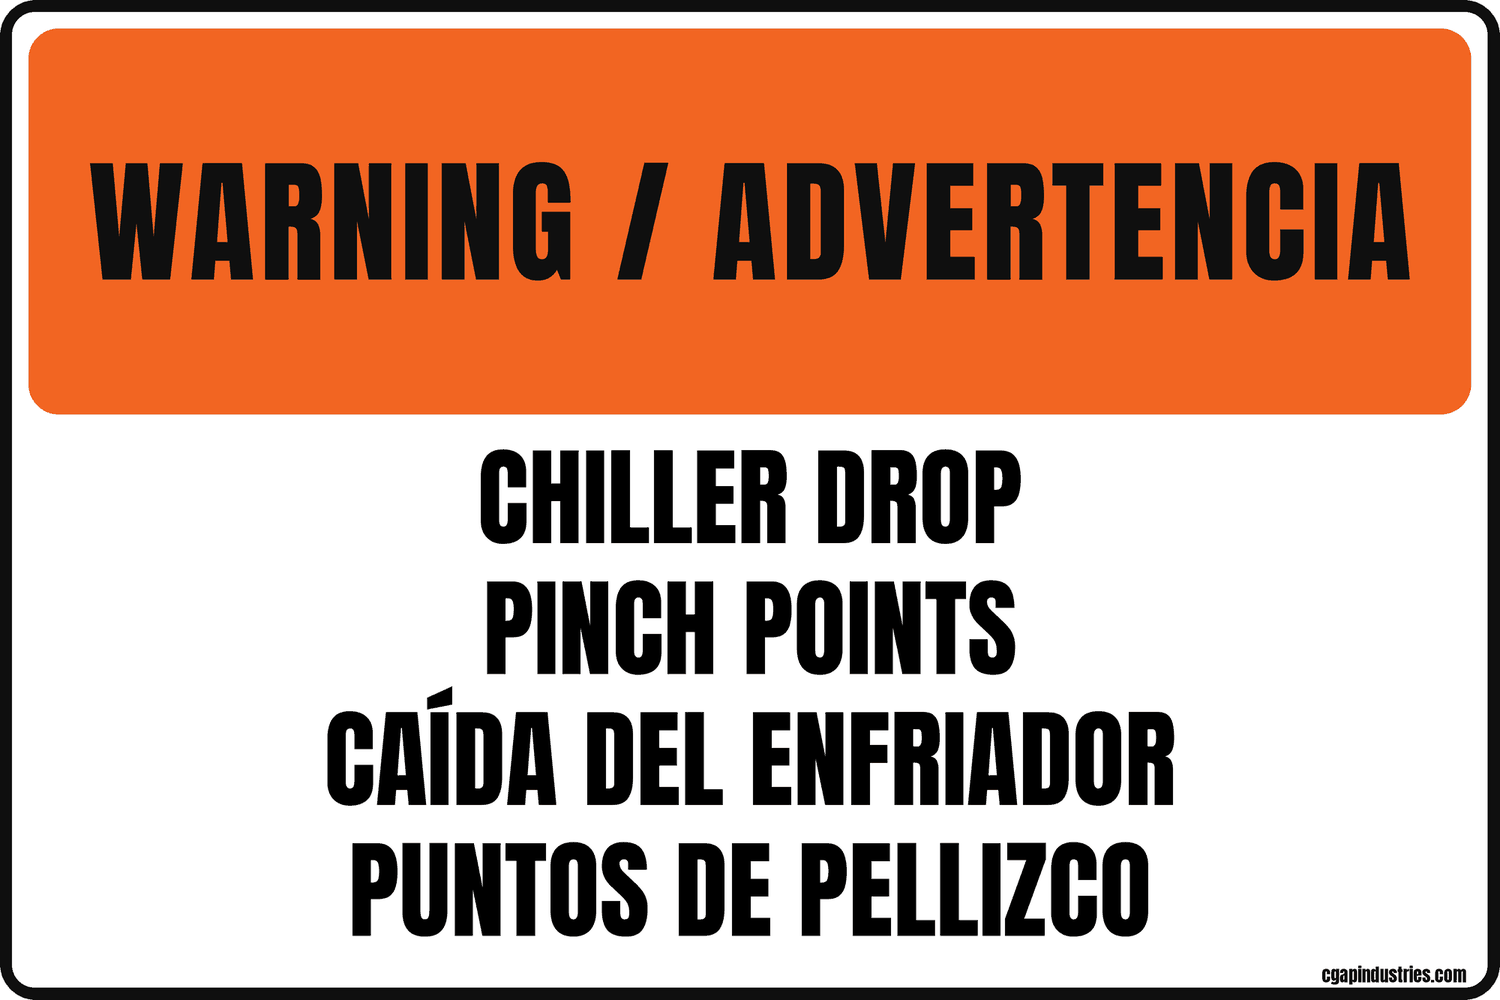 WARNING / ADVERTENCIA
CHILLER DROP
PINCH POINTS
CAÍDA DEL ENFRIADOR
PUNTOS DE PELLIZCO
cgapindustries.com